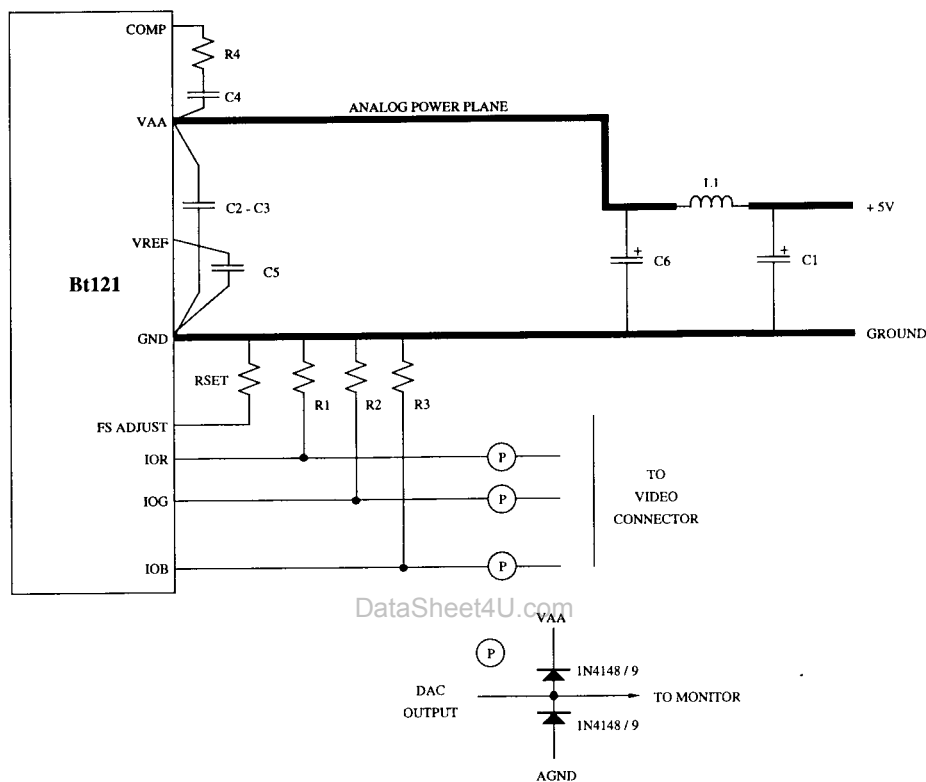 COMP
R4
C4
ANALOG POWER PLANE
VAA
L1
+ 5V
C2 - C3
VREF
C5
+
C6
+
C1
Bt121
GND
GROUND
RSET
R1
R2
R3
FS ADJUST
IOR
P
TO
VIDEO
CONNECTOR
IOG
P
IOB
P
DataSheet4U.com
VAA
P
1N4148 / 9
DAC
OUTPUT
TO MONITOR
1N4148 / 9
AGND